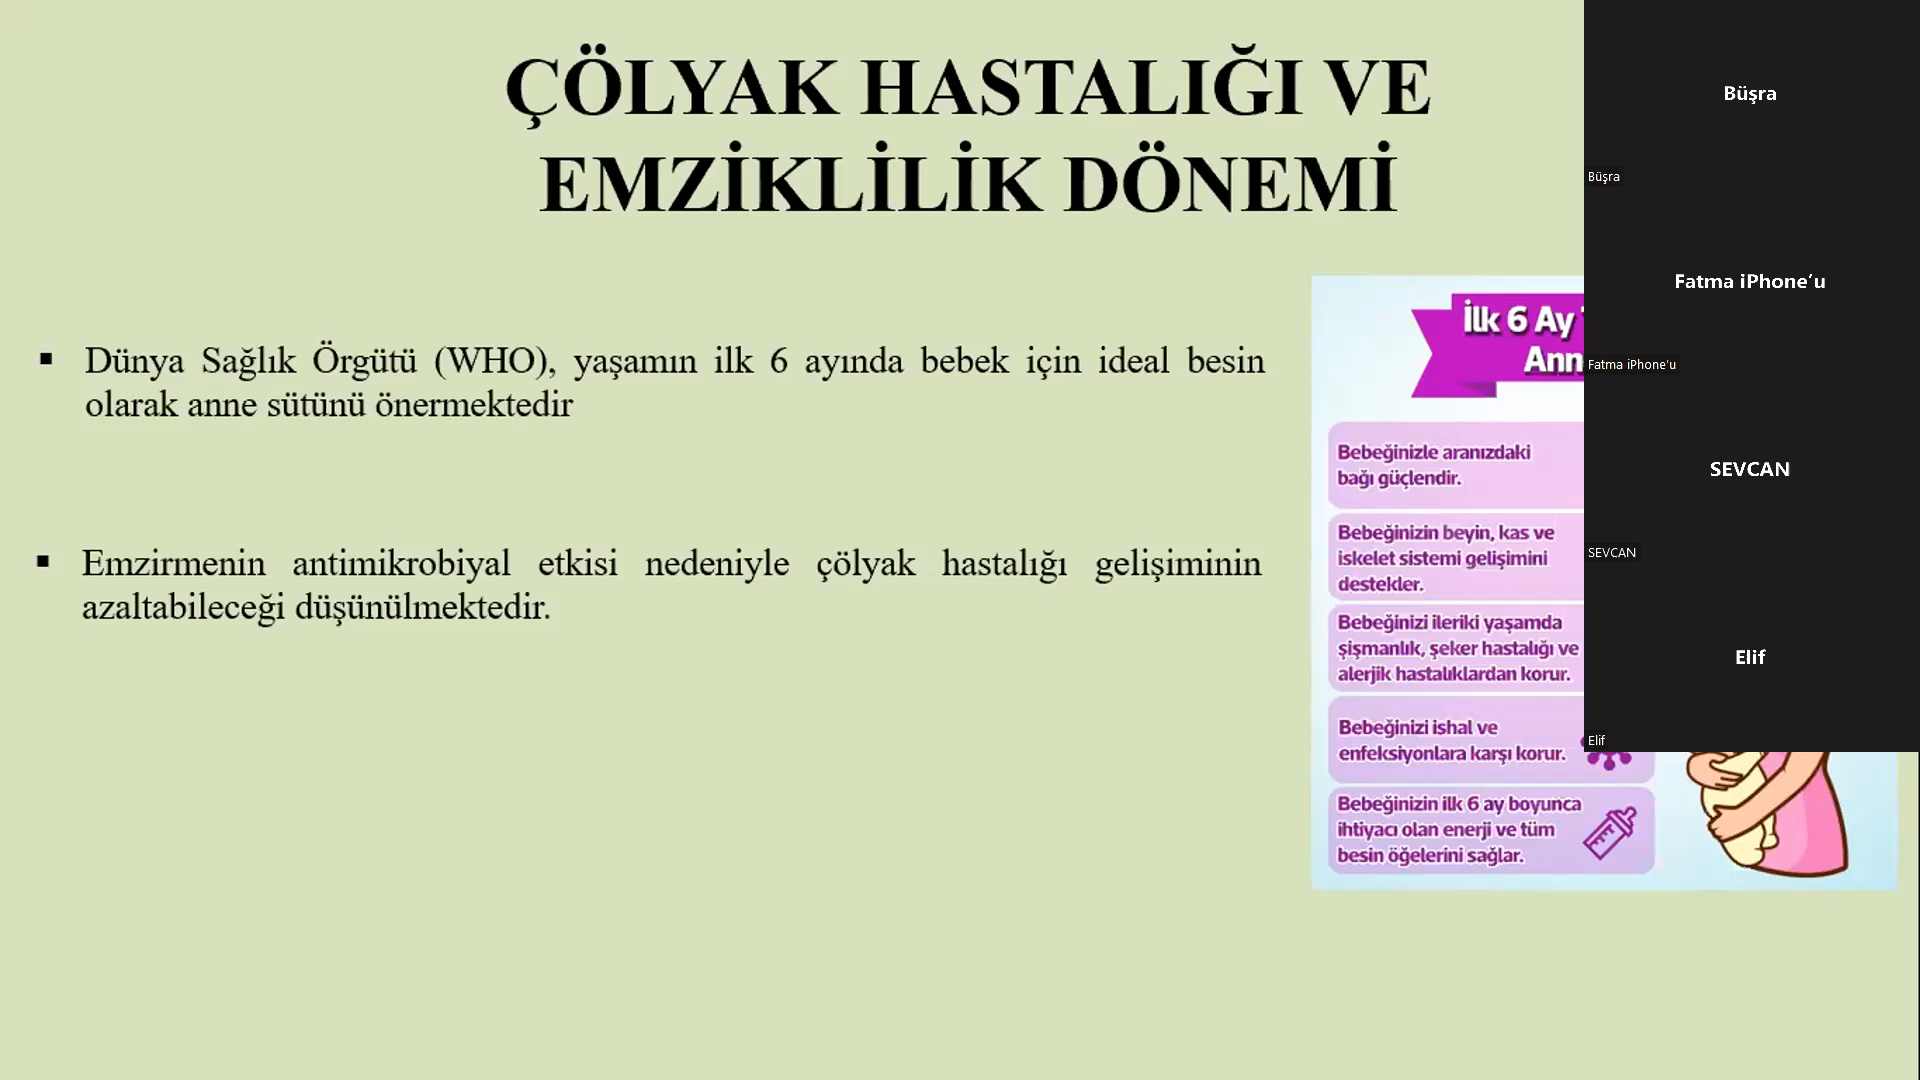 ÇÖLYAK HASTALIĞI VE
EMZİKLİLİK DÖNEMİ
▪ Dünya Sağlık Örgütü (WHO), yaşamın ilk 6 ayında bebek için ideal besin
olarak anne sütünü önermektedir
▪ Emzirmenin antimikrobiyal etkisi nedeniyle çölyak hastalığı gelişiminin
azaltabileceği düşünülmektedir.
İlk 6 Ay
Ann
Bebeğinizle aranızdaki
bağı güçlendir.
Bebeğinizin beyin, kas ve
iskelet sistemi gelişimini
destekler.
Bebeğinizi ileriki yaşamda
şişmanlık, şeker hastalığı ve
alerjik hastalıklardan korur.
Bebeğinizi ishal ve
enfeksiyonlara karşı korur.
Bebeğinizin ilk 6 ay boyunca
ihtiyacı olan enerji ve tüm
besin öğelerini sağlar.
Büşra
Büşra
Fatma iPhone’u
Fatma iPhone'u
SEVCAN
SEVCAN
Elif
Elif